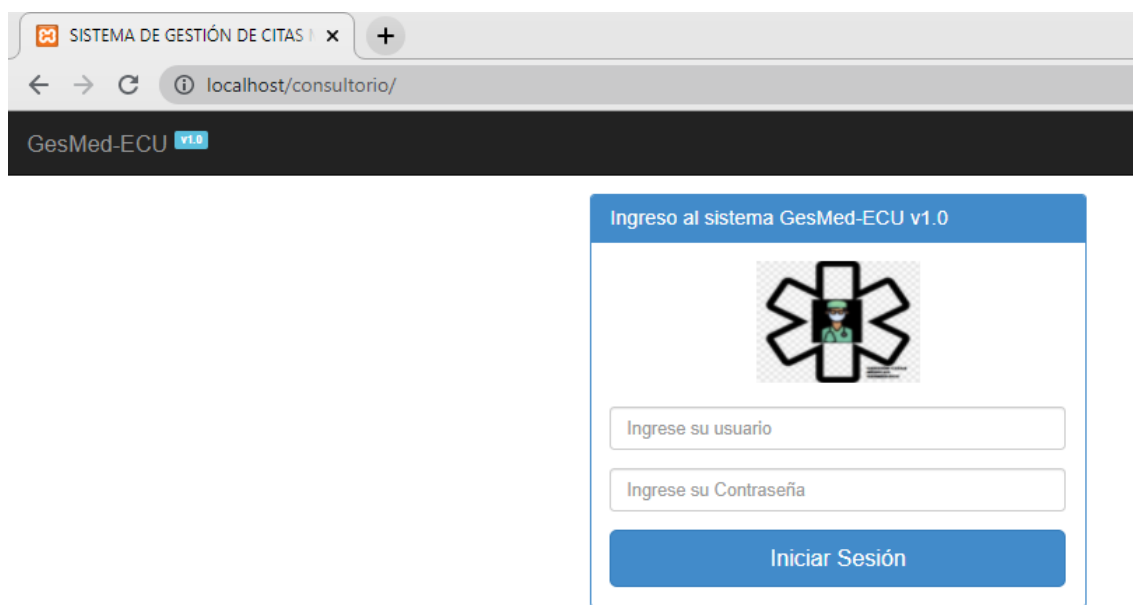 SISTEMA DE GESTIÓN DE CITAS
localhost/consultorio/
GesMed-ECU v1.0
Ingreso al sistema GesMed-ECU v1.0
Ingrese su usuario
Ingrese su Contraseña
Iniciar Sesión